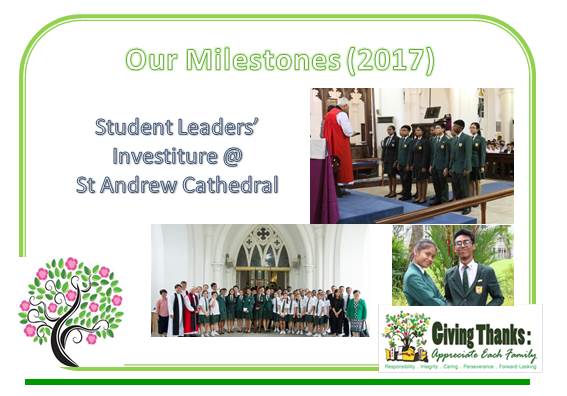 Our Milestones (2017)
Student Leaders'
Investiture @
St Andrew Cathedral
Giving Thanks :
Appreciate Each Family
Responsibility . Integrity . Caring . Perseverance . Forward Looking